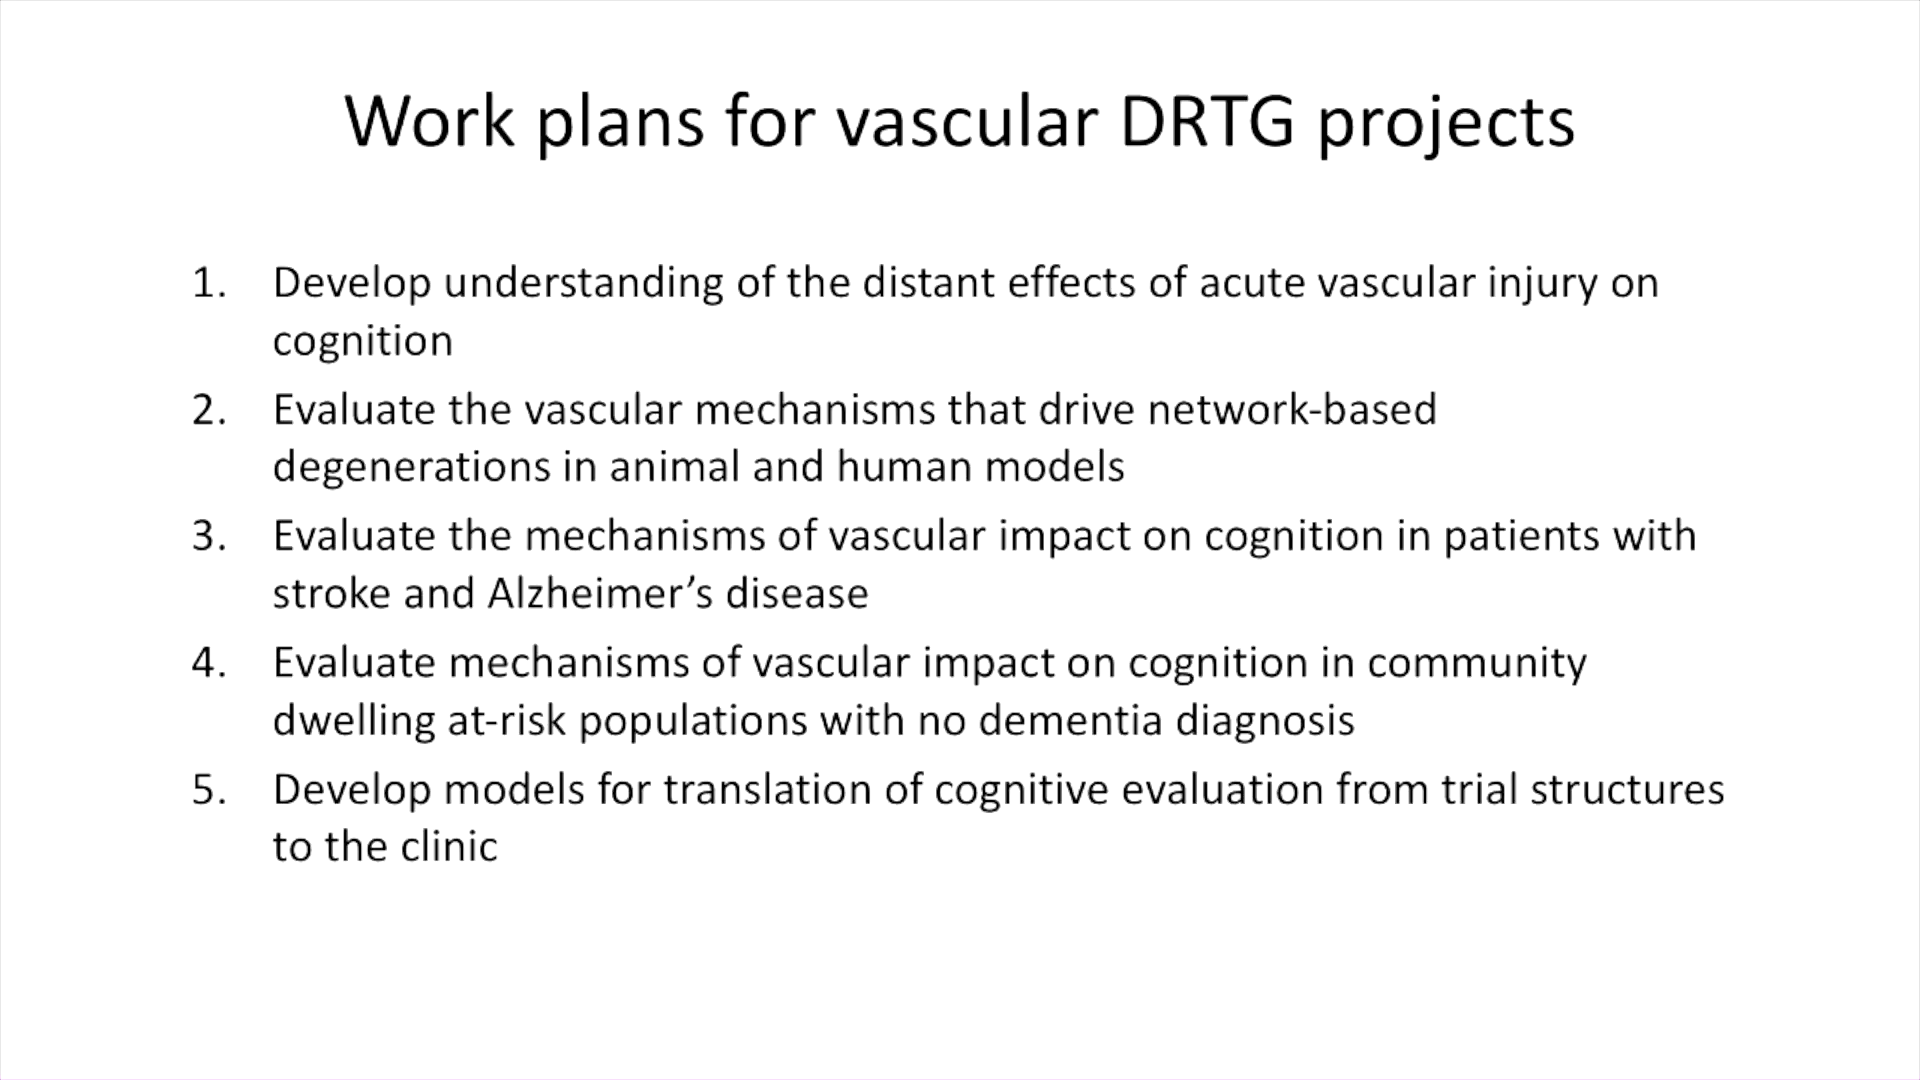 Work plans for vascular DRTG projects
1. Develop understanding of the distant effects of acute vascular injury on
cognition
2. Evaluate the vascular mechanisms that drive network-based
degenerations in animal and human models
3. Evaluate the mechanisms of vascular impact on cognition in patients with
stroke and Alzheimer’s disease
4. Evaluate mechanisms of vascular impact on cognition in community
dwelling at-risk populations with no dementia diagnosis
5. Develop models for translation of cognitive evaluation from trial structures
to the clinic